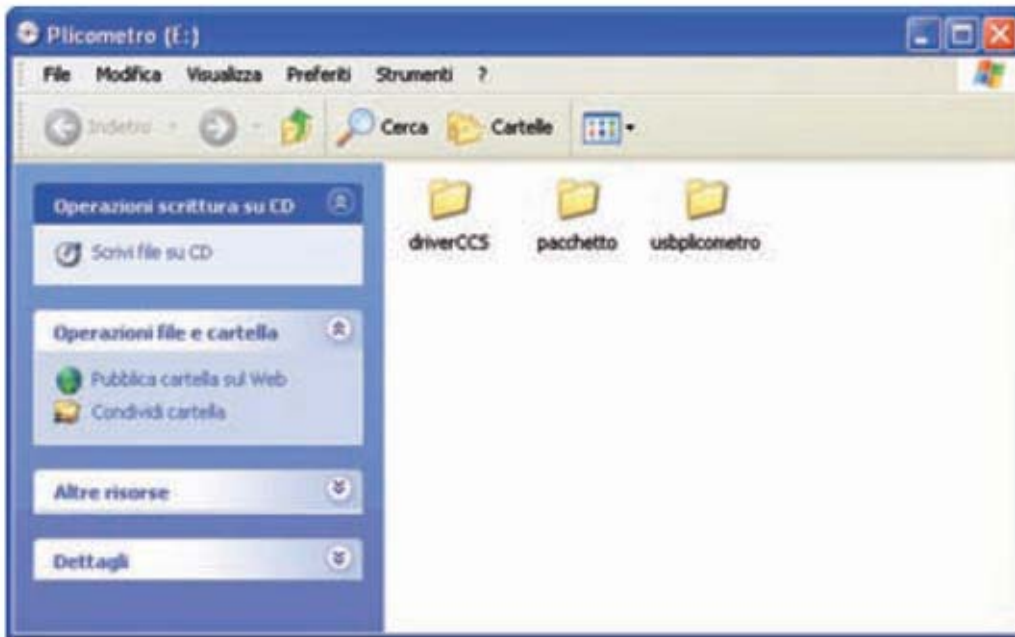 Plicometro (E:)
File Modifica Visualizza Preferiti Strumenti ?
Indietro Cerca Cartelle
Operazioni scrittura su CD
Scrivi file su CD
Operazioni file e cartella
Pubblica cartella sul Web
Condividi cartella
Altre risorse
Dettagli
driverCCS pacchetto usbplicometro